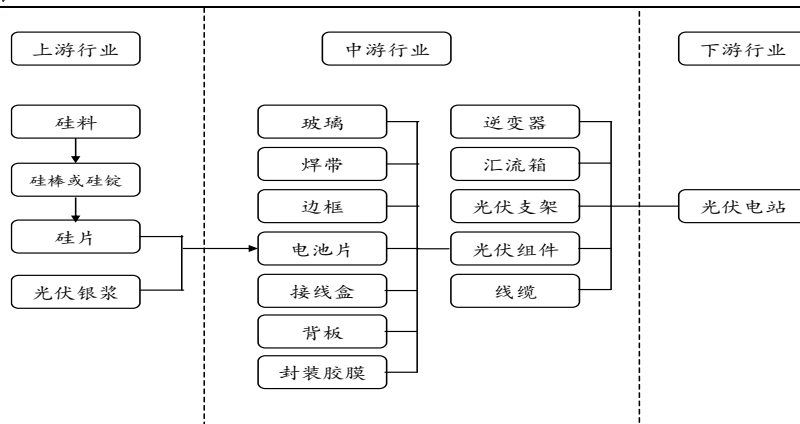 上游行业
中游行业
下游行业
硅料
硅棒或硅锭
硅片
光伏银浆
玻璃
焊带
边框
电池片
接线盒
背板
封装胶膜
逆变器
汇流箱
光伏支架
光伏组件
线缆
光伏电站